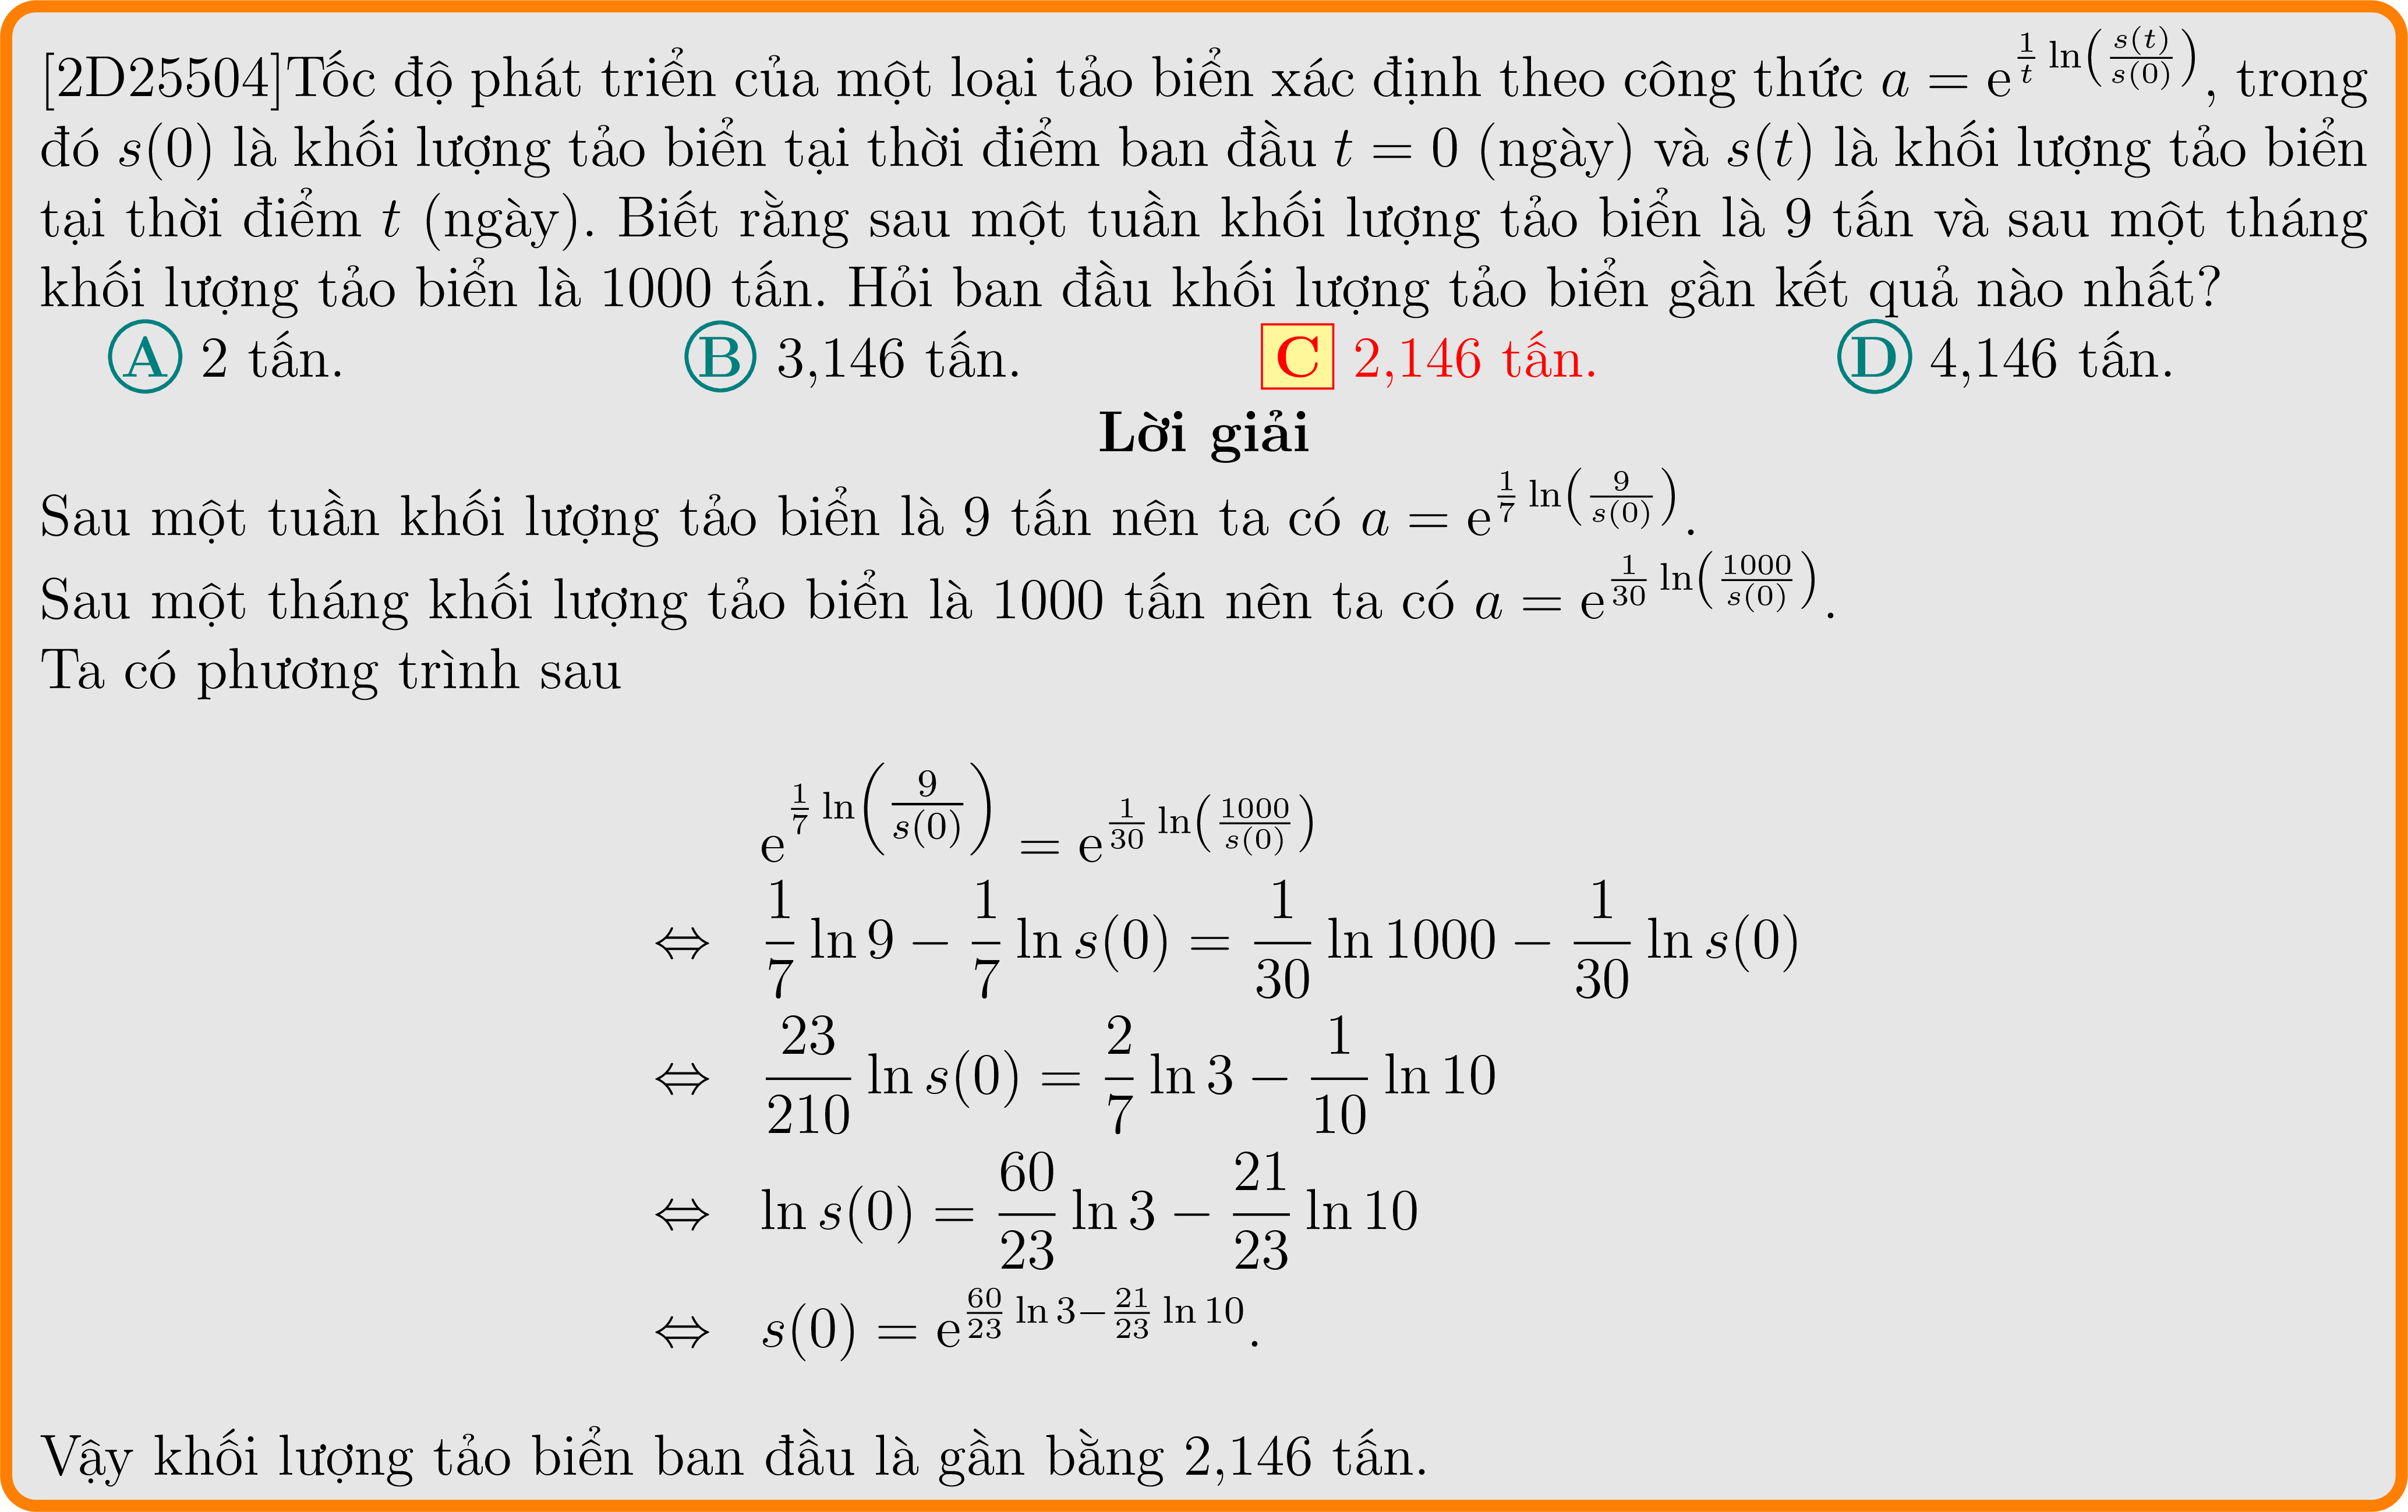 [2D25504]Tốc độ phát triển của một loại tảo biển xác định theo công thức $a = \mathrm{e}^{\frac{1}{t}\ln\left(\frac{s(t)}{s(0)}\right)}$, trong
đó $s(0)$ là khối lượng tảo biển tại thời điểm ban đầu $t = 0$ (ngày) và $s(t)$ là khối lượng tảo biển
tại thời điểm $t$ (ngày). Biết rằng sau một tuần khối lượng tảo biển là 9 tấn và sau một tháng
khối lượng tảo biển là 1000 tấn. Hỏi ban đầu khối lượng tảo biển gần kết quả nào nhất?
A 2 tấn. B 3,146 tấn. C 2,146 tấn. D 4,146 tấn.
Lời giải
Sau một tuần khối lượng tảo biển là 9 tấn nên ta có $a = \mathrm{e}^{\frac{1}{7}\ln\left(\frac{9}{s(0)}\right)}$.
Sau một tháng khối lượng tảo biển là 1000 tấn nên ta có $a = \mathrm{e}^{\frac{1}{30}\ln\left(\frac{1000}{s(0)}\right)}$.
Ta có phương trình sau
$\mathrm{e}^{\frac{1}{7}\ln\left(\frac{9}{s(0)}\right)} = \mathrm{e}^{\frac{1}{30}\ln\left(\frac{1000}{s(0)}\right)}$
$\Leftrightarrow \frac{1}{7}\ln 9 - \frac{1}{7}\ln s(0) = \frac{1}{30}\ln 1000 - \frac{1}{30}\ln s(0)$
$\Leftrightarrow \frac{23}{210}\ln s(0) = \frac{2}{7}\ln 3 - \frac{1}{10}\ln 10$
$\Leftrightarrow \ln s(0) = \frac{60}{23}\ln 3 - \frac{21}{23}\ln 10$
$\Leftrightarrow s(0) = \mathrm{e}^{\frac{60}{23}\ln 3 - \frac{21}{23}\ln 10}.$
Vậy khối lượng tảo biển ban đầu là gần bằng 2,146 tấn.